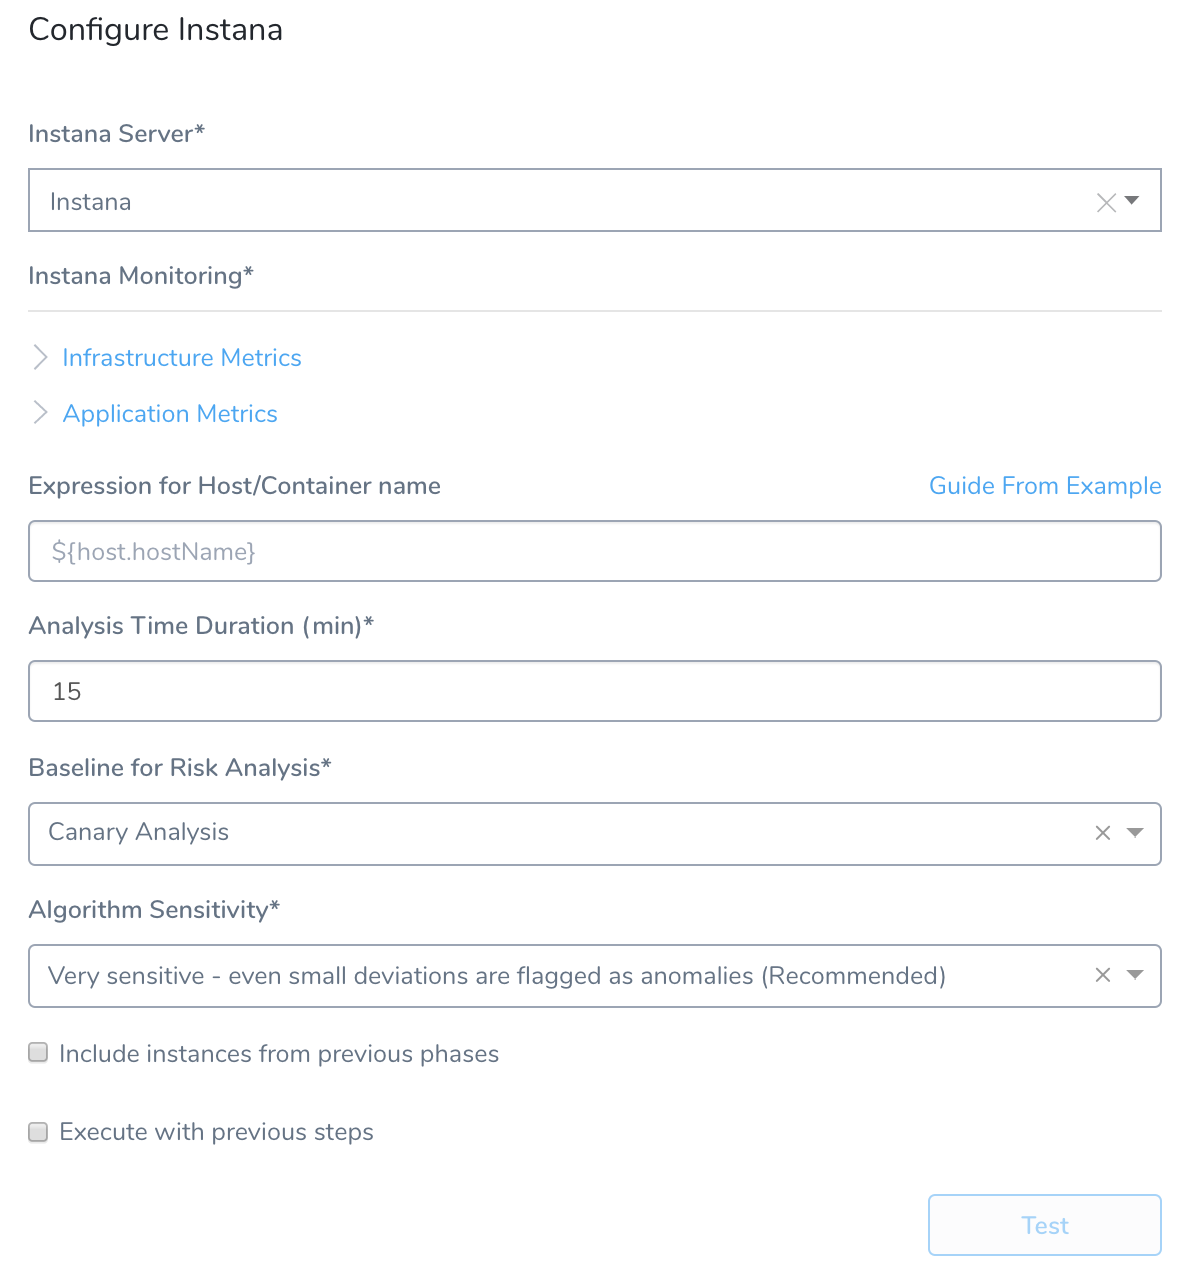 Configure Instana
Instana Server*
Instana
Instana Monitoring*
Infrastructure Metrics
Application Metrics
Expression for Host/Container name
Guide From Example
${host.hostName}
Analysis Time Duration (min)*
15
Baseline for Risk Analysis*
Canary Analysis
Algorithm Sensitivity*
Very sensitive - even small deviations are flagged as anomalies (Recommended)
Include instances from previous phases
Execute with previous steps
Test